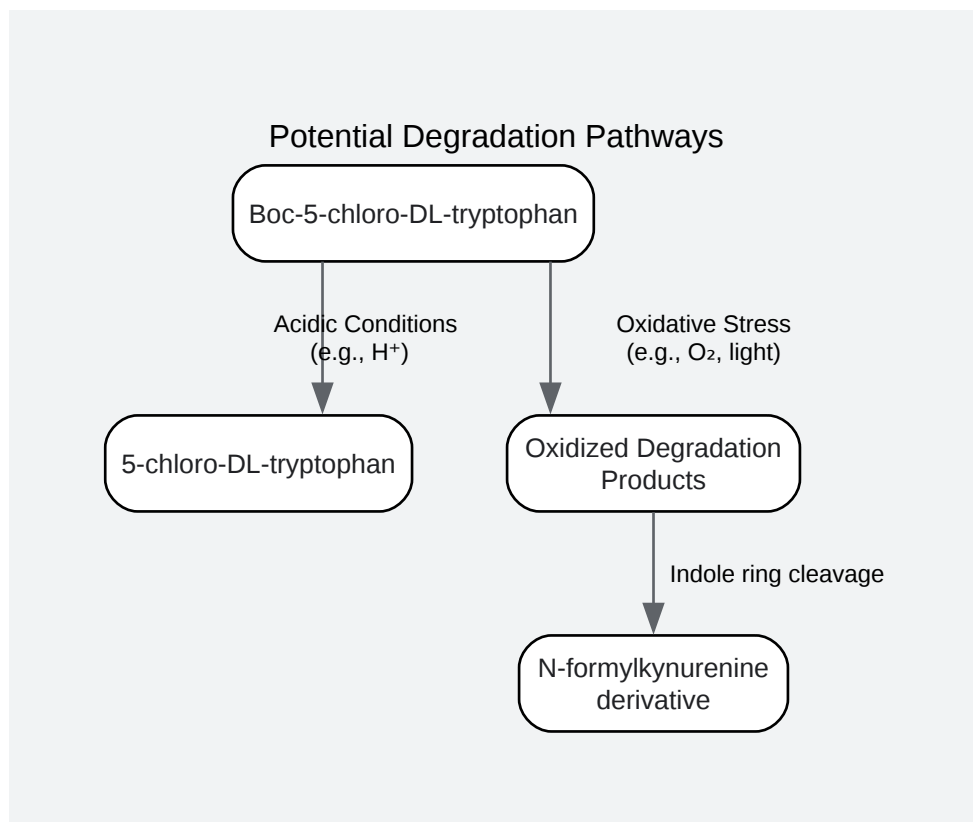 Potential Degradation Pathways
Boc-5-chloro-DL-tryptophan
Acidic Conditions
(e.g., H⁺)
Oxidative Stress
(e.g., O₂, light)
5-chloro-DL-tryptophan
Oxidized Degradation
Products
Indole ring cleavage
N-formylkynurenine
derivative